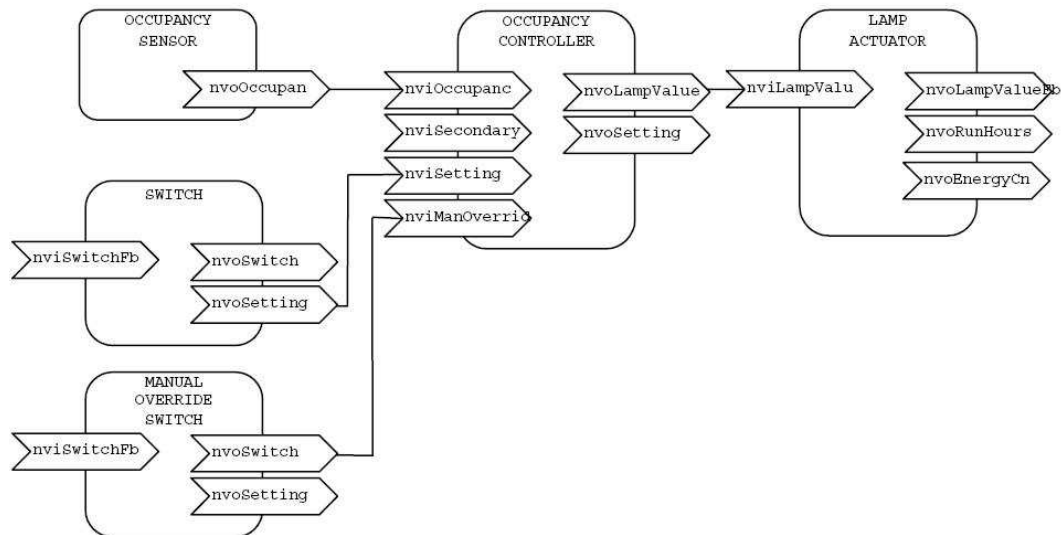 OCCUPANCY
SENSOR
nvoOccupan
OCCUPANCY
CONTROLLER
nviOccupanc
nviSecondary
nviSetting
nviManOverrid
nvoLampValue
nvoSetting
LAMP
ACTUATOR
nviLampValu
nvoLampValueFb
nvoRunHours
nvoEnergyCn
SWITCH
nviSwitchFb
nvoSwitch
nvoSetting
MANUAL
OVERRIDE
SWITCH
nviSwitchFb
nvoSwitch
nvoSetting